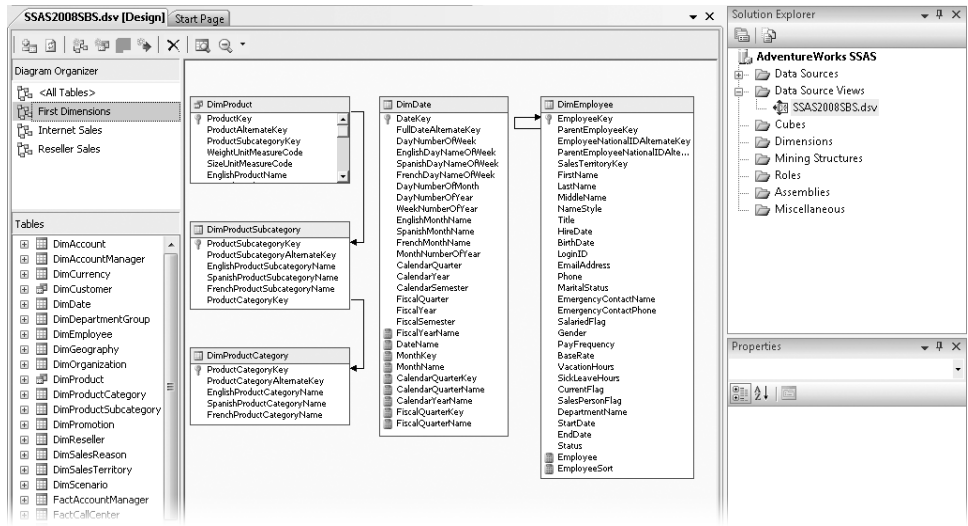 SSAS2008SBS.dsv [Design]
Start Page
Diagram Organizer
<All Tables>
First Dimensions
Internet Sales
Reseller Sales
Tables
DimAccount
DimAccountManager
DimCurrency
DimCustomer
DimDate
DimDepartmentGroup
DimEmployee
DimGeography
DimOrganization
DimProduct
DimProductCategory
DimProductSubcategory
DimPromotion
DimReseller
DimSalesReason
DimSalesTerritory
DimScenario
FactAccountManager
FactCallCenter
DimProduct
ProductKey
ProductAlternateKey
ProductSubcategoryKey
WeightUnitMeasureCode
SizeUnitMeasureCode
EnglishProductName
DimProductSubcategory
ProductSubcategoryKey
ProductSubcategoryAlternateKey
EnglishProductSubcategoryName
SpanishProductSubcategoryName
FrenchProductSubcategoryName
ProductCategoryKey
DimProductCategory
ProductCategoryKey
ProductCategoryAlternateKey
EnglishProductCategoryName
SpanishProductCategoryName
FrenchProductCategoryName
DimDate
DateKey
FullDateAlternateKey
DayNumberOfWeek
EnglishDayNameOfWeek
SpanishDayNameOfWeek
FrenchDayNameOfWeek
DayNumberOfMonth
DayNumberOfYear
WeekNumberOfYear
EnglishMonthName
SpanishMonthName
FrenchMonthName
MonthNumberOfYear
CalendarQuarter
CalendarYear
CalendarSemester
FiscalQuarter
FiscalYear
FiscalSemester
FiscalYearName
DateName
MonthKey
MonthName
CalendarQuarterKey
CalendarQuarterName
CalendarYearName
FiscalQuarterKey
FiscalQuarterName
DimEmployee
EmployeeKey
ParentEmployeeKey
EmployeeNationalIDAlternateKey
ParentEmployeeNationalIDAlte...
SalesTerritoryKey
FirstName
LastName
MiddleName
NameStyle
Title
HireDate
BirthDate
LoginID
EmailAddress
Phone
MaritalStatus
EmergencyContactName
EmergencyContactPhone
SalariedFlag
Gender
PayFrequency
BaseRate
VacationHours
SickLeaveHours
CurrentFlag
SalesPersonFlag
DepartmentName
StartDate
EndDate
Status
Employee
EmployeeSort
Solution Explorer
AdventureWorks SSAS
Data Sources
Data Source Views
SSAS2008SBS.dsv
Cubes
Dimensions
Mining Structures
Roles
Assemblies
Miscellaneous
Properties